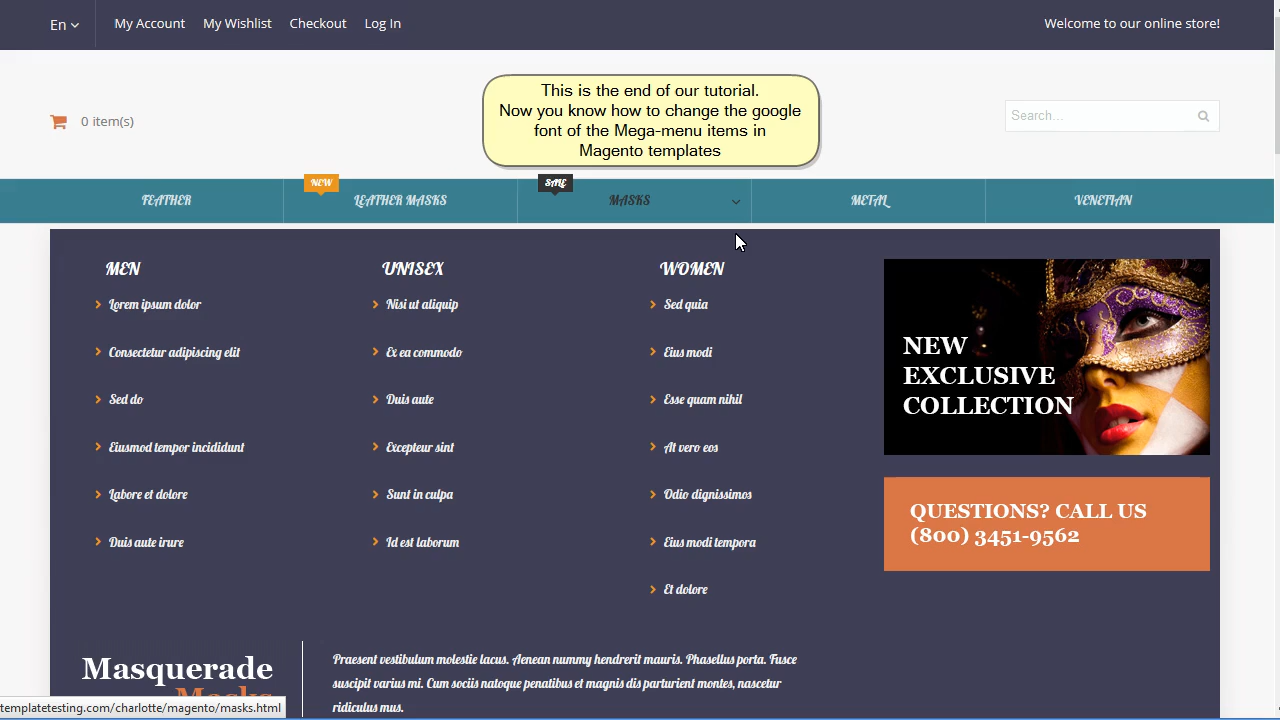 En
My Account
My Wishlist
Checkout
Log In
Welcome to our online store!
0 item(s)
This is the end of our tutorial.
Now you know how to change the google
font of the Mega-menu items in
Magento templates
Search...
FEATHER
NEW
LEATHER MASKS
SALE
MASKS
METAL
VENETIAN
MEN
Lorem ipsum dolor
Consectetur adipiscing elit
Sed do
Eiusmod tempor incididunt
Labore et dolore
Duis aute irure
UNISEX
Nisi ut aliquip
Ex ea commodo
Duis aute
Excepteur sint
Sunt in culpa
Id est laborum
WOMEN
Sed quia
Eius modi
Esse quam nihil
At vero eos
Odio dignissimos
Eius modi tempora
Et dolore
NEW
EXCLUSIVE
COLLECTION
QUESTIONS? CALL US
(800) 3451-9562
Masquerade
Masks
Praesent vestibulum molestie lacus. Aenean nummy hendrerit mauris. Phasellus porta. Fusce
suscipit varius mi. Cum sociis natoque penatibus et magnis dis parturient montes, nascetur
ridiculus mus.
templatetesting.com/charlotte/magento/masks.html